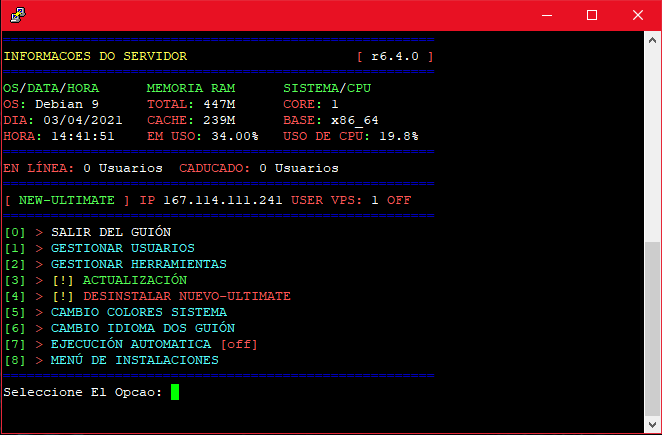 INFORMACOES DO SERVIDOR [ r6.4.0 ]
OS/DATA/HORA MEMORIA RAM SISTEMA/CPU
OS: Debian 9 TOTAL: 447M CORE: 1
DIA: 03/04/2021 CACHE: 239M BASE: x86_64
HORA: 14:41:51 EM USO: 34.00% USO DE CPU: 19.8%
EN LÍNEA: 0 Usuarios CADUCADO: 0 Usuarios
[ NEW-ULTIMATE ] IP 167.114.111.241 USER VPS: 1 OFF
[0] > SALIR DEL GUIÓN
[1] > GESTIONAR USUARIOS
[2] > GESTIONAR HERRAMIENTAS
[3] > [!] ACTUALIZACIÓN
[4] > [!] DESINSTALAR NUEVO-ULTIMATE
[5] > CAMBIO COLORES SISTEMA
[6] > CAMBIO IDIOMA DOS GUIÓN
[7] > EJECUCIÓN AUTOMATICA [off]
[8] > MENÚ DE INSTALACIONES
Seleccione El Opcao: